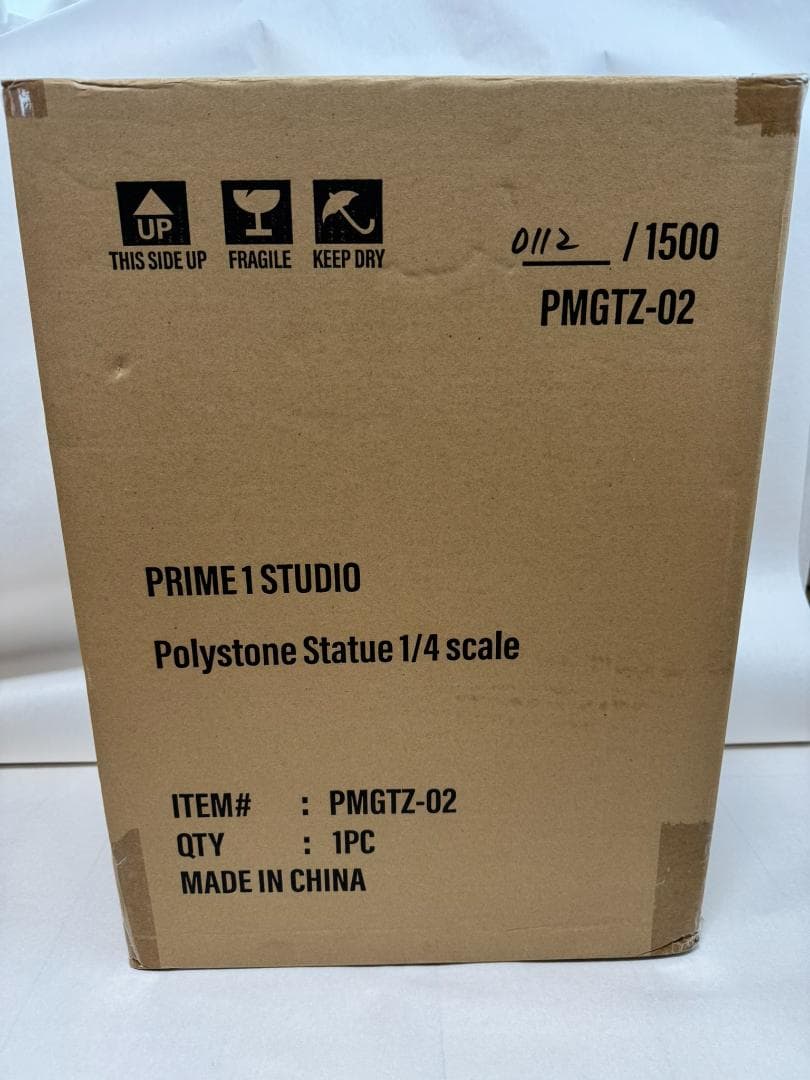 UP
THIS SIDE UP FRAGILE KEEP DRY
0112 / 1500
PMGTZ-02
PRIME 1 STUDIO
Polystone Statue 1/4 scale
ITEM# : PMGTZ-02
QTY : 1PC
MADE IN CHINA